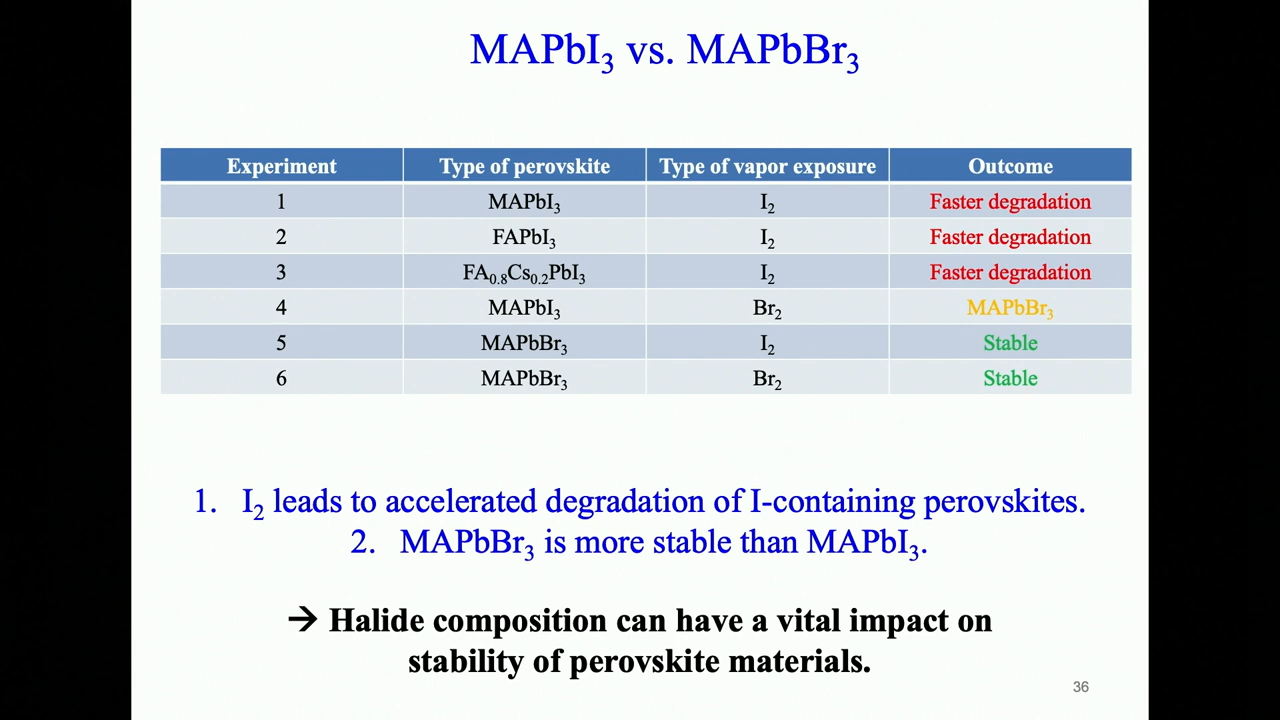 MAPbI₃ vs. MAPbBr₃
Experiment Type of perovskite Type of vapor exposure Outcome
1 MAPbI₃ I₂ Faster degradation
2 FAPbI₃ I₂ Faster degradation
3 FA₀.₈Cs₀.₂PbI₃ I₂ Faster degradation
4 MAPbI₃ Br₂ MAPbBr₃
5 MAPbBr₃ I₂ Stable
6 MAPbBr₃ Br₂ Stable
1. I₂ leads to accelerated degradation of I-containing perovskites.
2. MAPbBr₃ is more stable than MAPbI₃.
→ Halide composition can have a vital impact on
stability of perovskite materials.
36